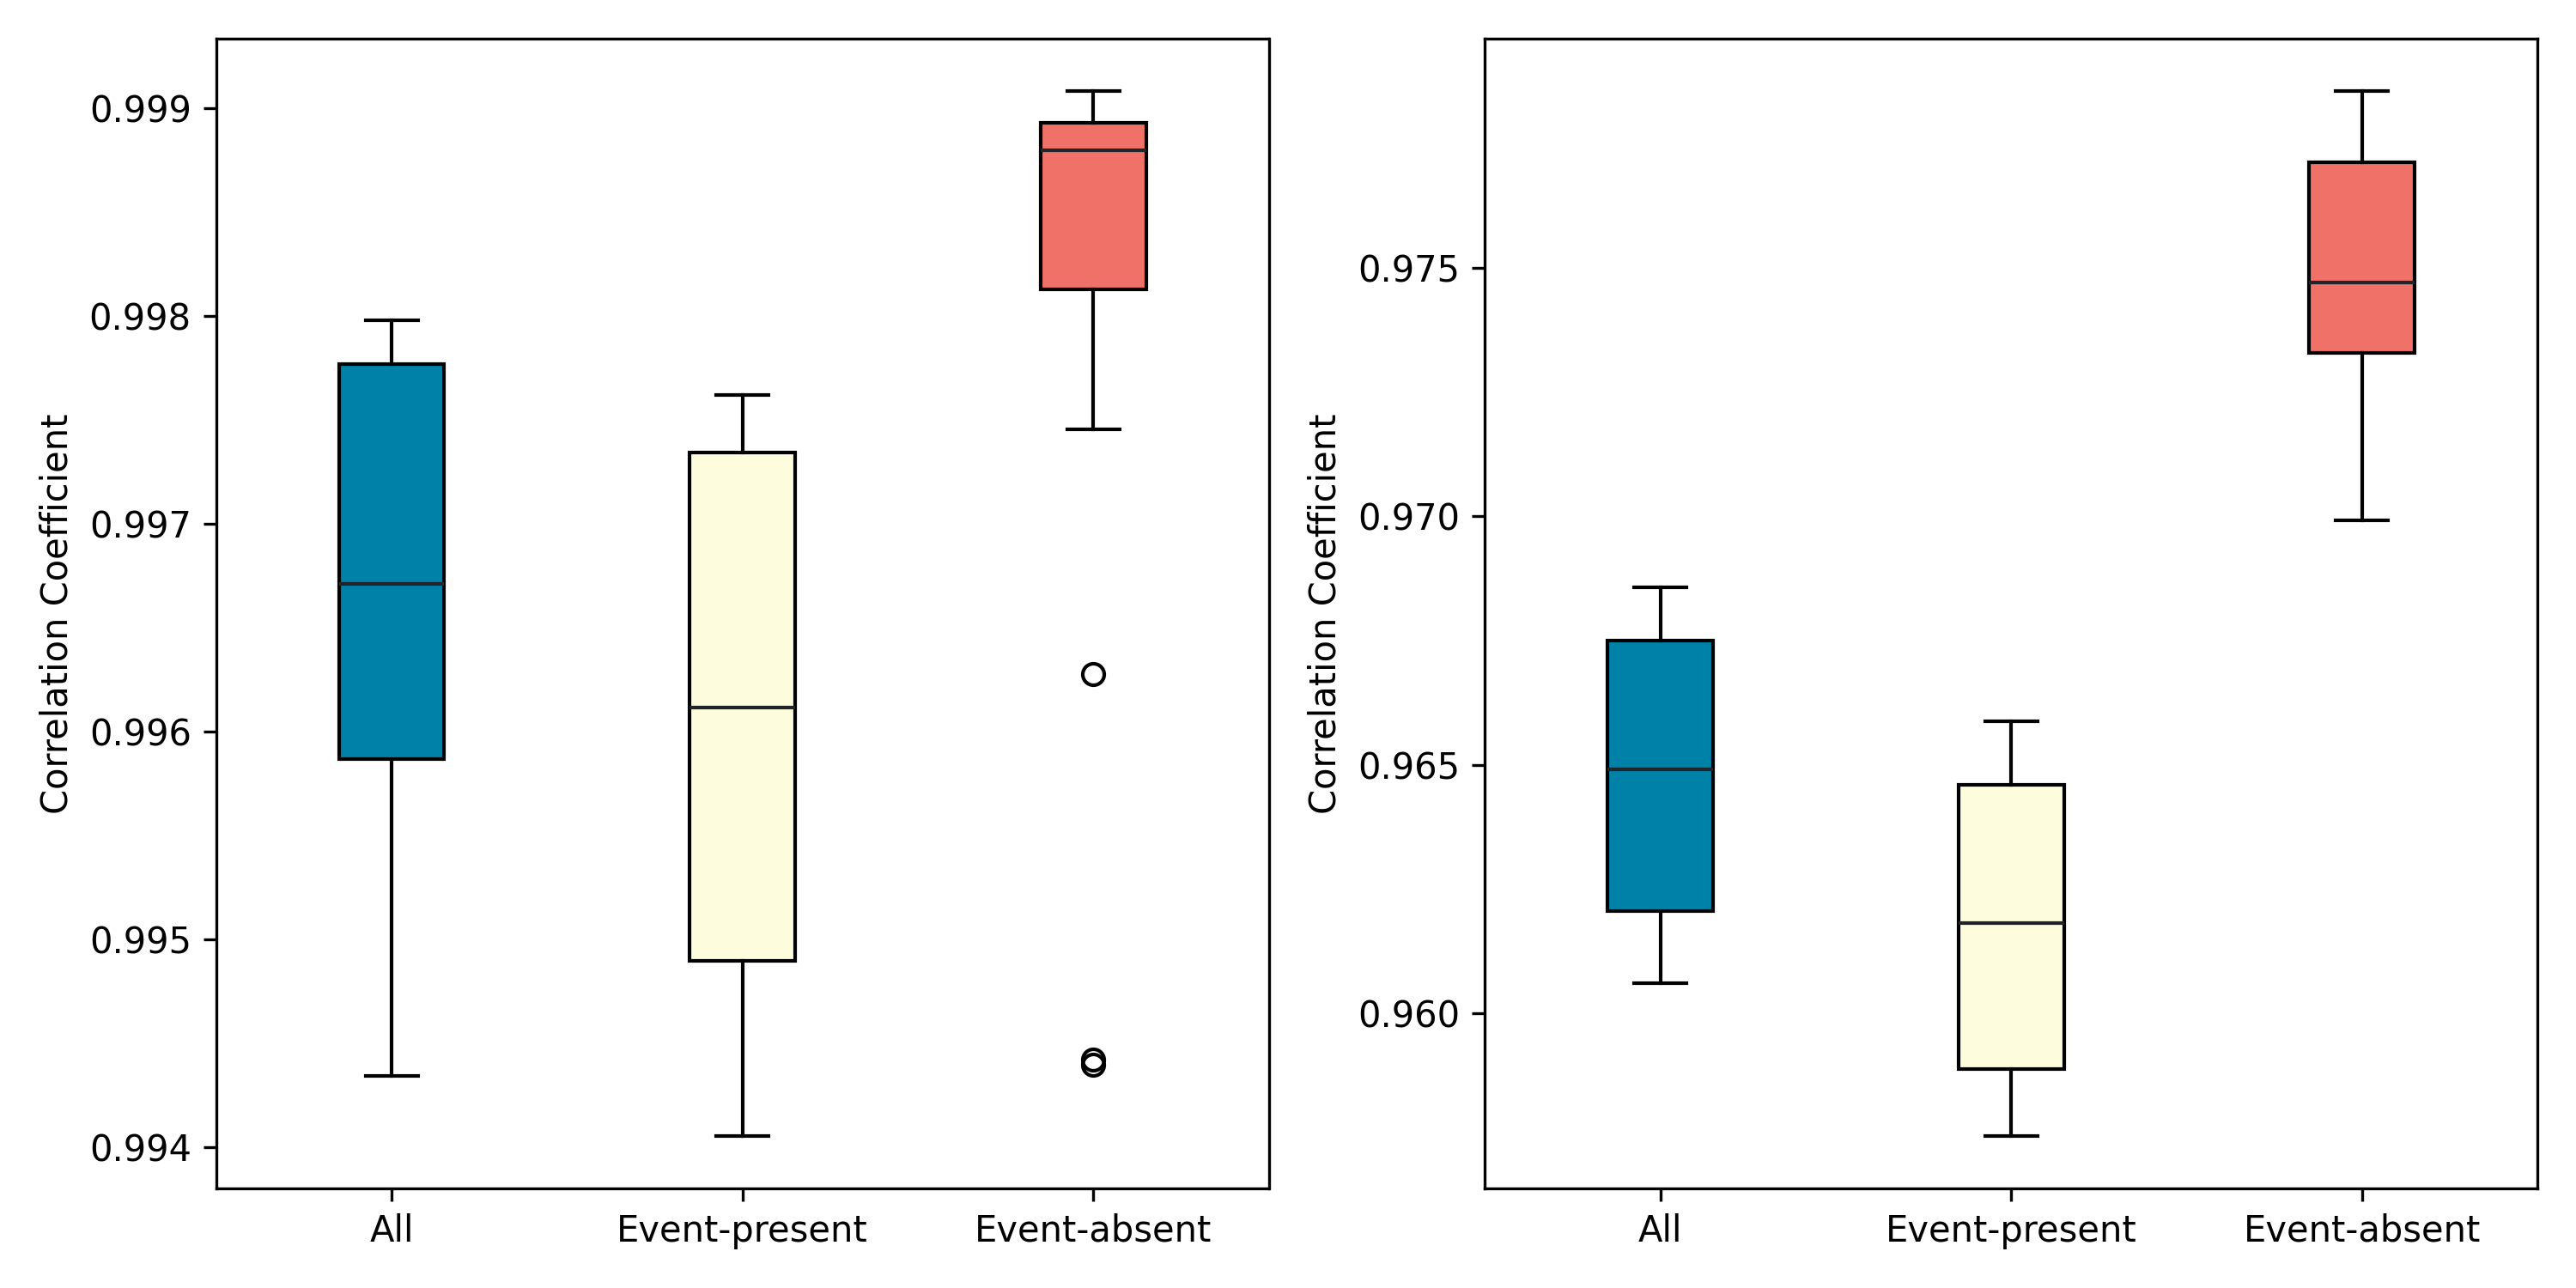 Correlation Coefficient
0.999
0.998
0.997
0.996
0.995
0.994
All
Event-present
Event-absent
Correlation Coefficient
0.975
0.970
0.965
0.960
All
Event-present
Event-absent